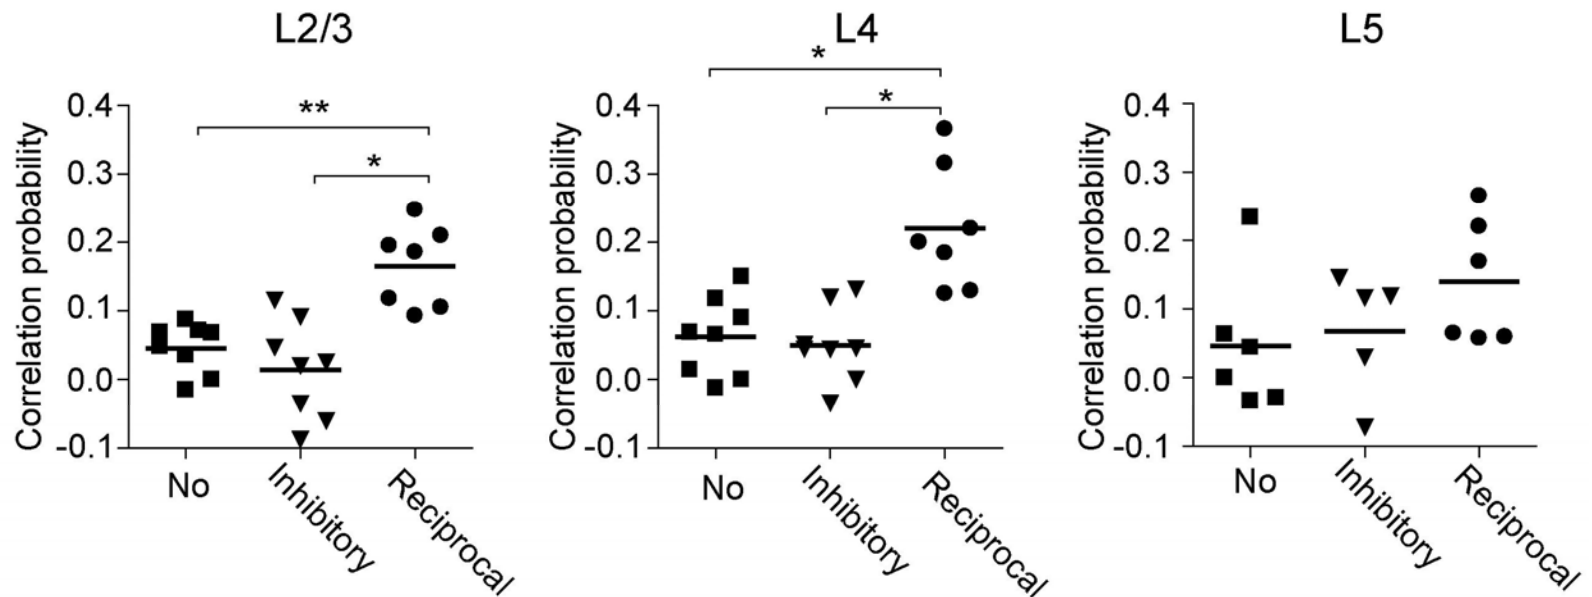 L2/3
Correlation probability
0.4
0.3
0.2
0.1
0.0
-0.1
**
*
No
Inhibitory
Reciprocal
L4
Correlation probability
0.4
0.3
0.2
0.1
0.0
-0.1
*
*
No
Inhibitory
Reciprocal
L5
Correlation probability
0.4
0.3
0.2
0.1
0.0
-0.1
No
Inhibitory
Reciprocal